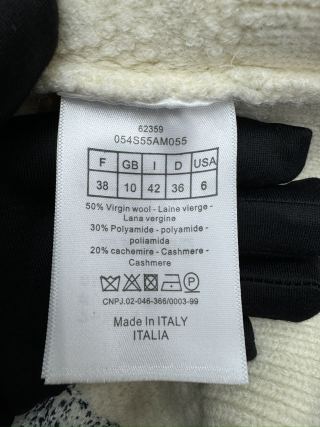 62359
054S55AM055
F GB I D USA
38 10 42 36 6
50% Virgin wool - Laine vierge -
Lana vergine
30% Polyamide - polyamide -
poliamida
20% cachemire - Cashmere -
Cashmere
CNPJ.02-046-366/0003-99
Made In ITALY
ITALIA